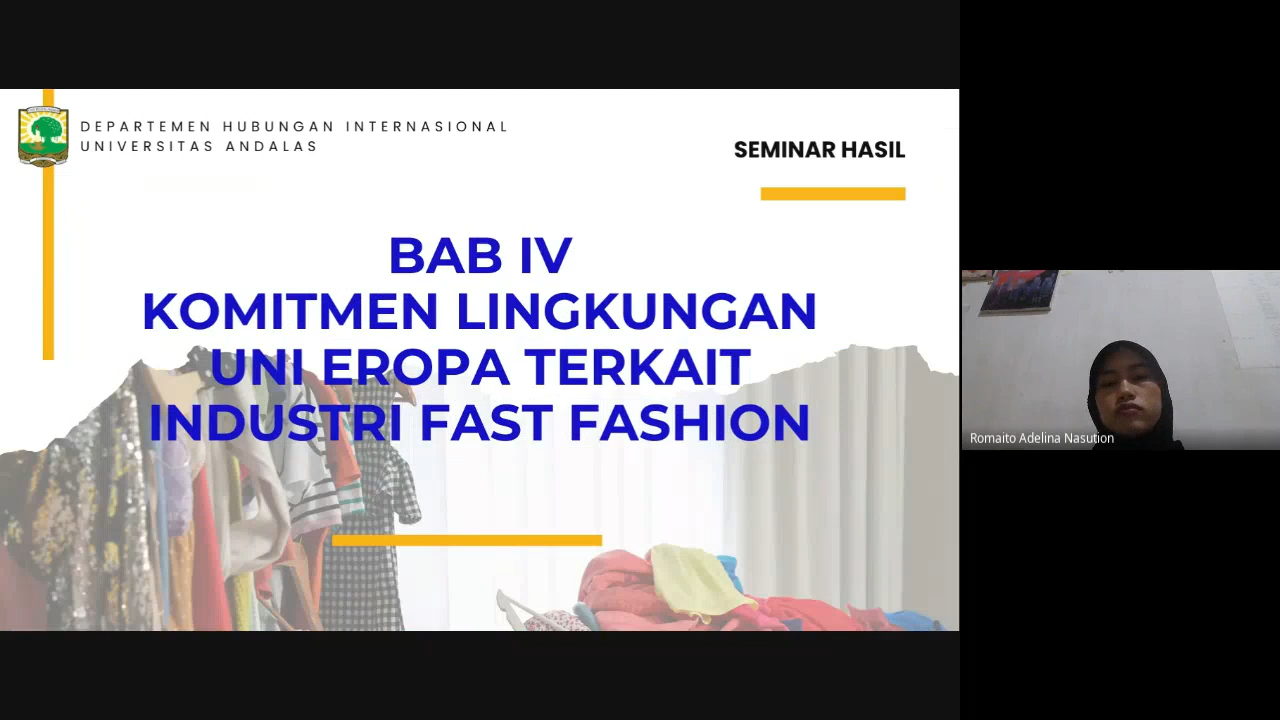 DEPARTEMEN HUBUNGAN INTERNASIONAL
UNIVERSITAS ANDALAS
SEMINAR HASIL
BAB IV
KOMITMEN LINGKUNGAN
UNI EROPA TERKAIT
INDUSTRI FAST FASHION
Romaito Adelina Nasution